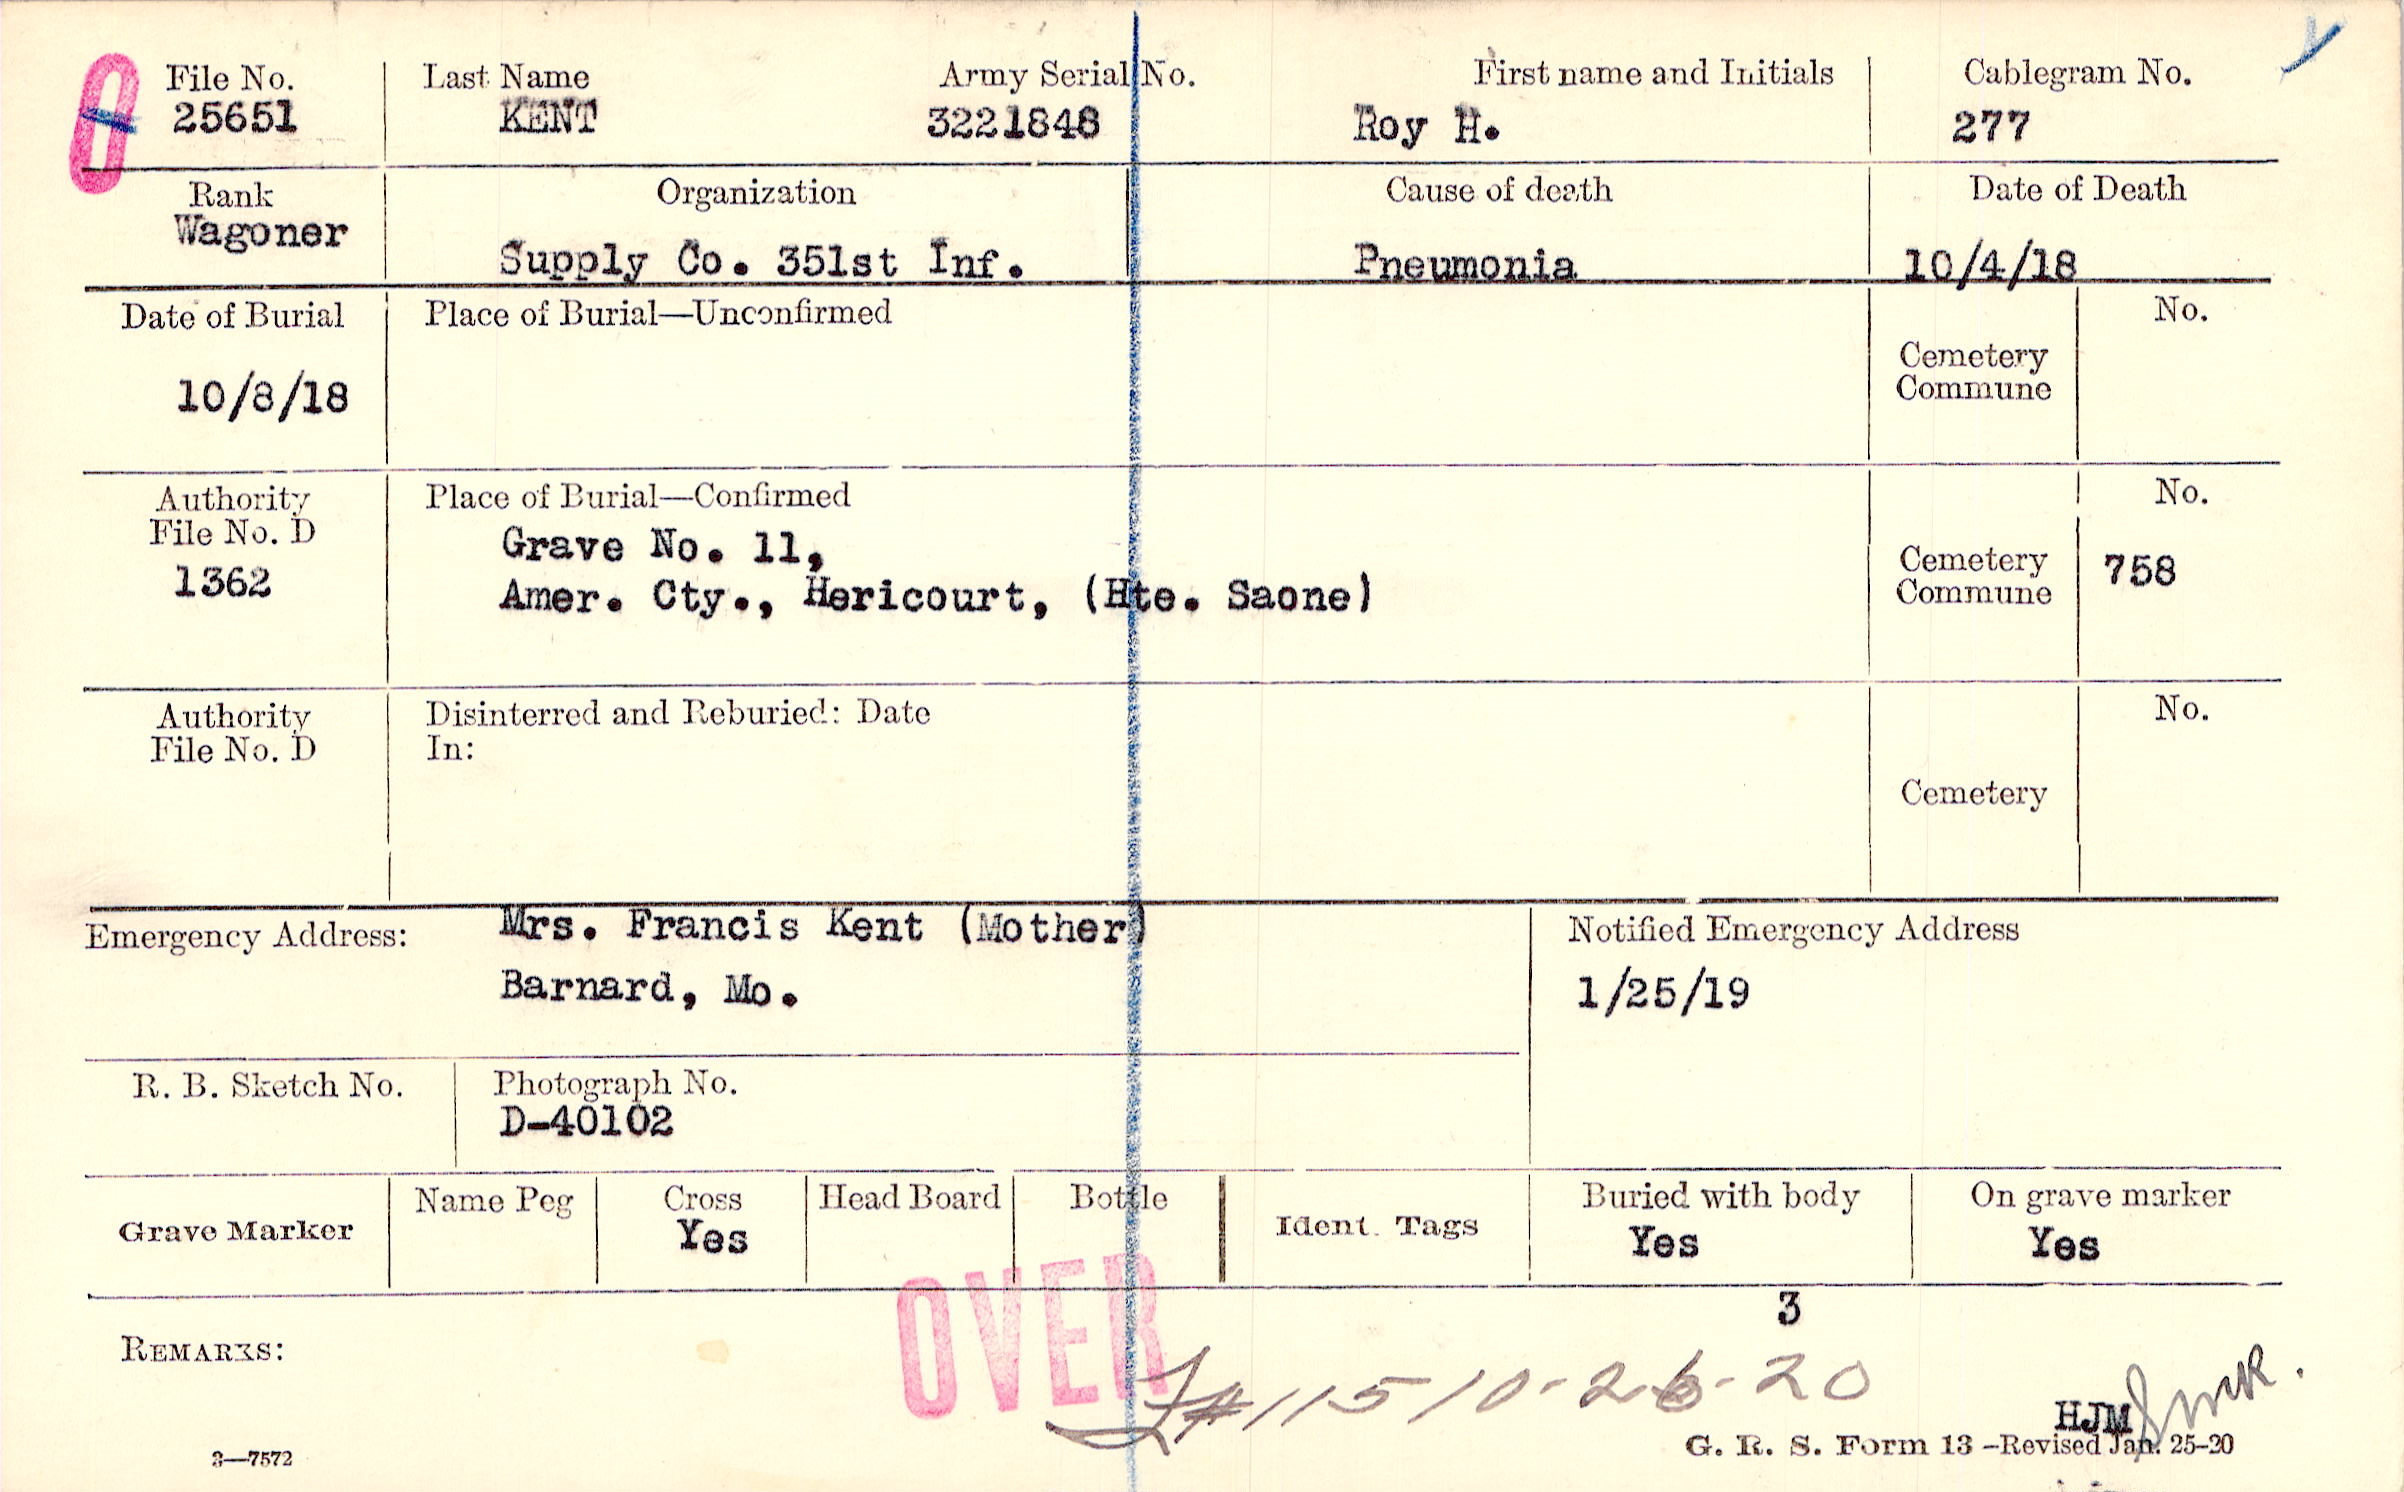 O
File No. Last Name Army Serial No. First name and Initials Cablegram No.
25651 KENT 3221848 Roy H. 277
Rank Organization Cause of death Date of Death
Wagoner
Supply Co. 351st Inf. Pneumonia 10/4/18
Date of Burial Place of Burial—Unconfirmed No.
Cemetery
Commune
10/8/18
Authority Place of Burial—Confirmed No.
File No. D
Grave No. 11,
1362 Cemetery 758
Amer. Cty., Hericourt, (Hte. Saone) Commune
Authority Disinterred and Reburied: Date No.
File No. D In:
Cemetery
Emergency Address: Mrs. Francis Kent (Mother) Notified Emergency Address
Barnard, Mo. 1/25/19
R. B. Sketch No. Photograph No.
D-40102
Grave Marker Name Peg Cross Head Board Bottle Ident. Tags Buried with body On grave marker
Yes Yes Yes
OVER
3
REMARKS:
#115 10-26-20
HJM
3—7572 G. R. S. Form 13—Revised Jan. 25-20